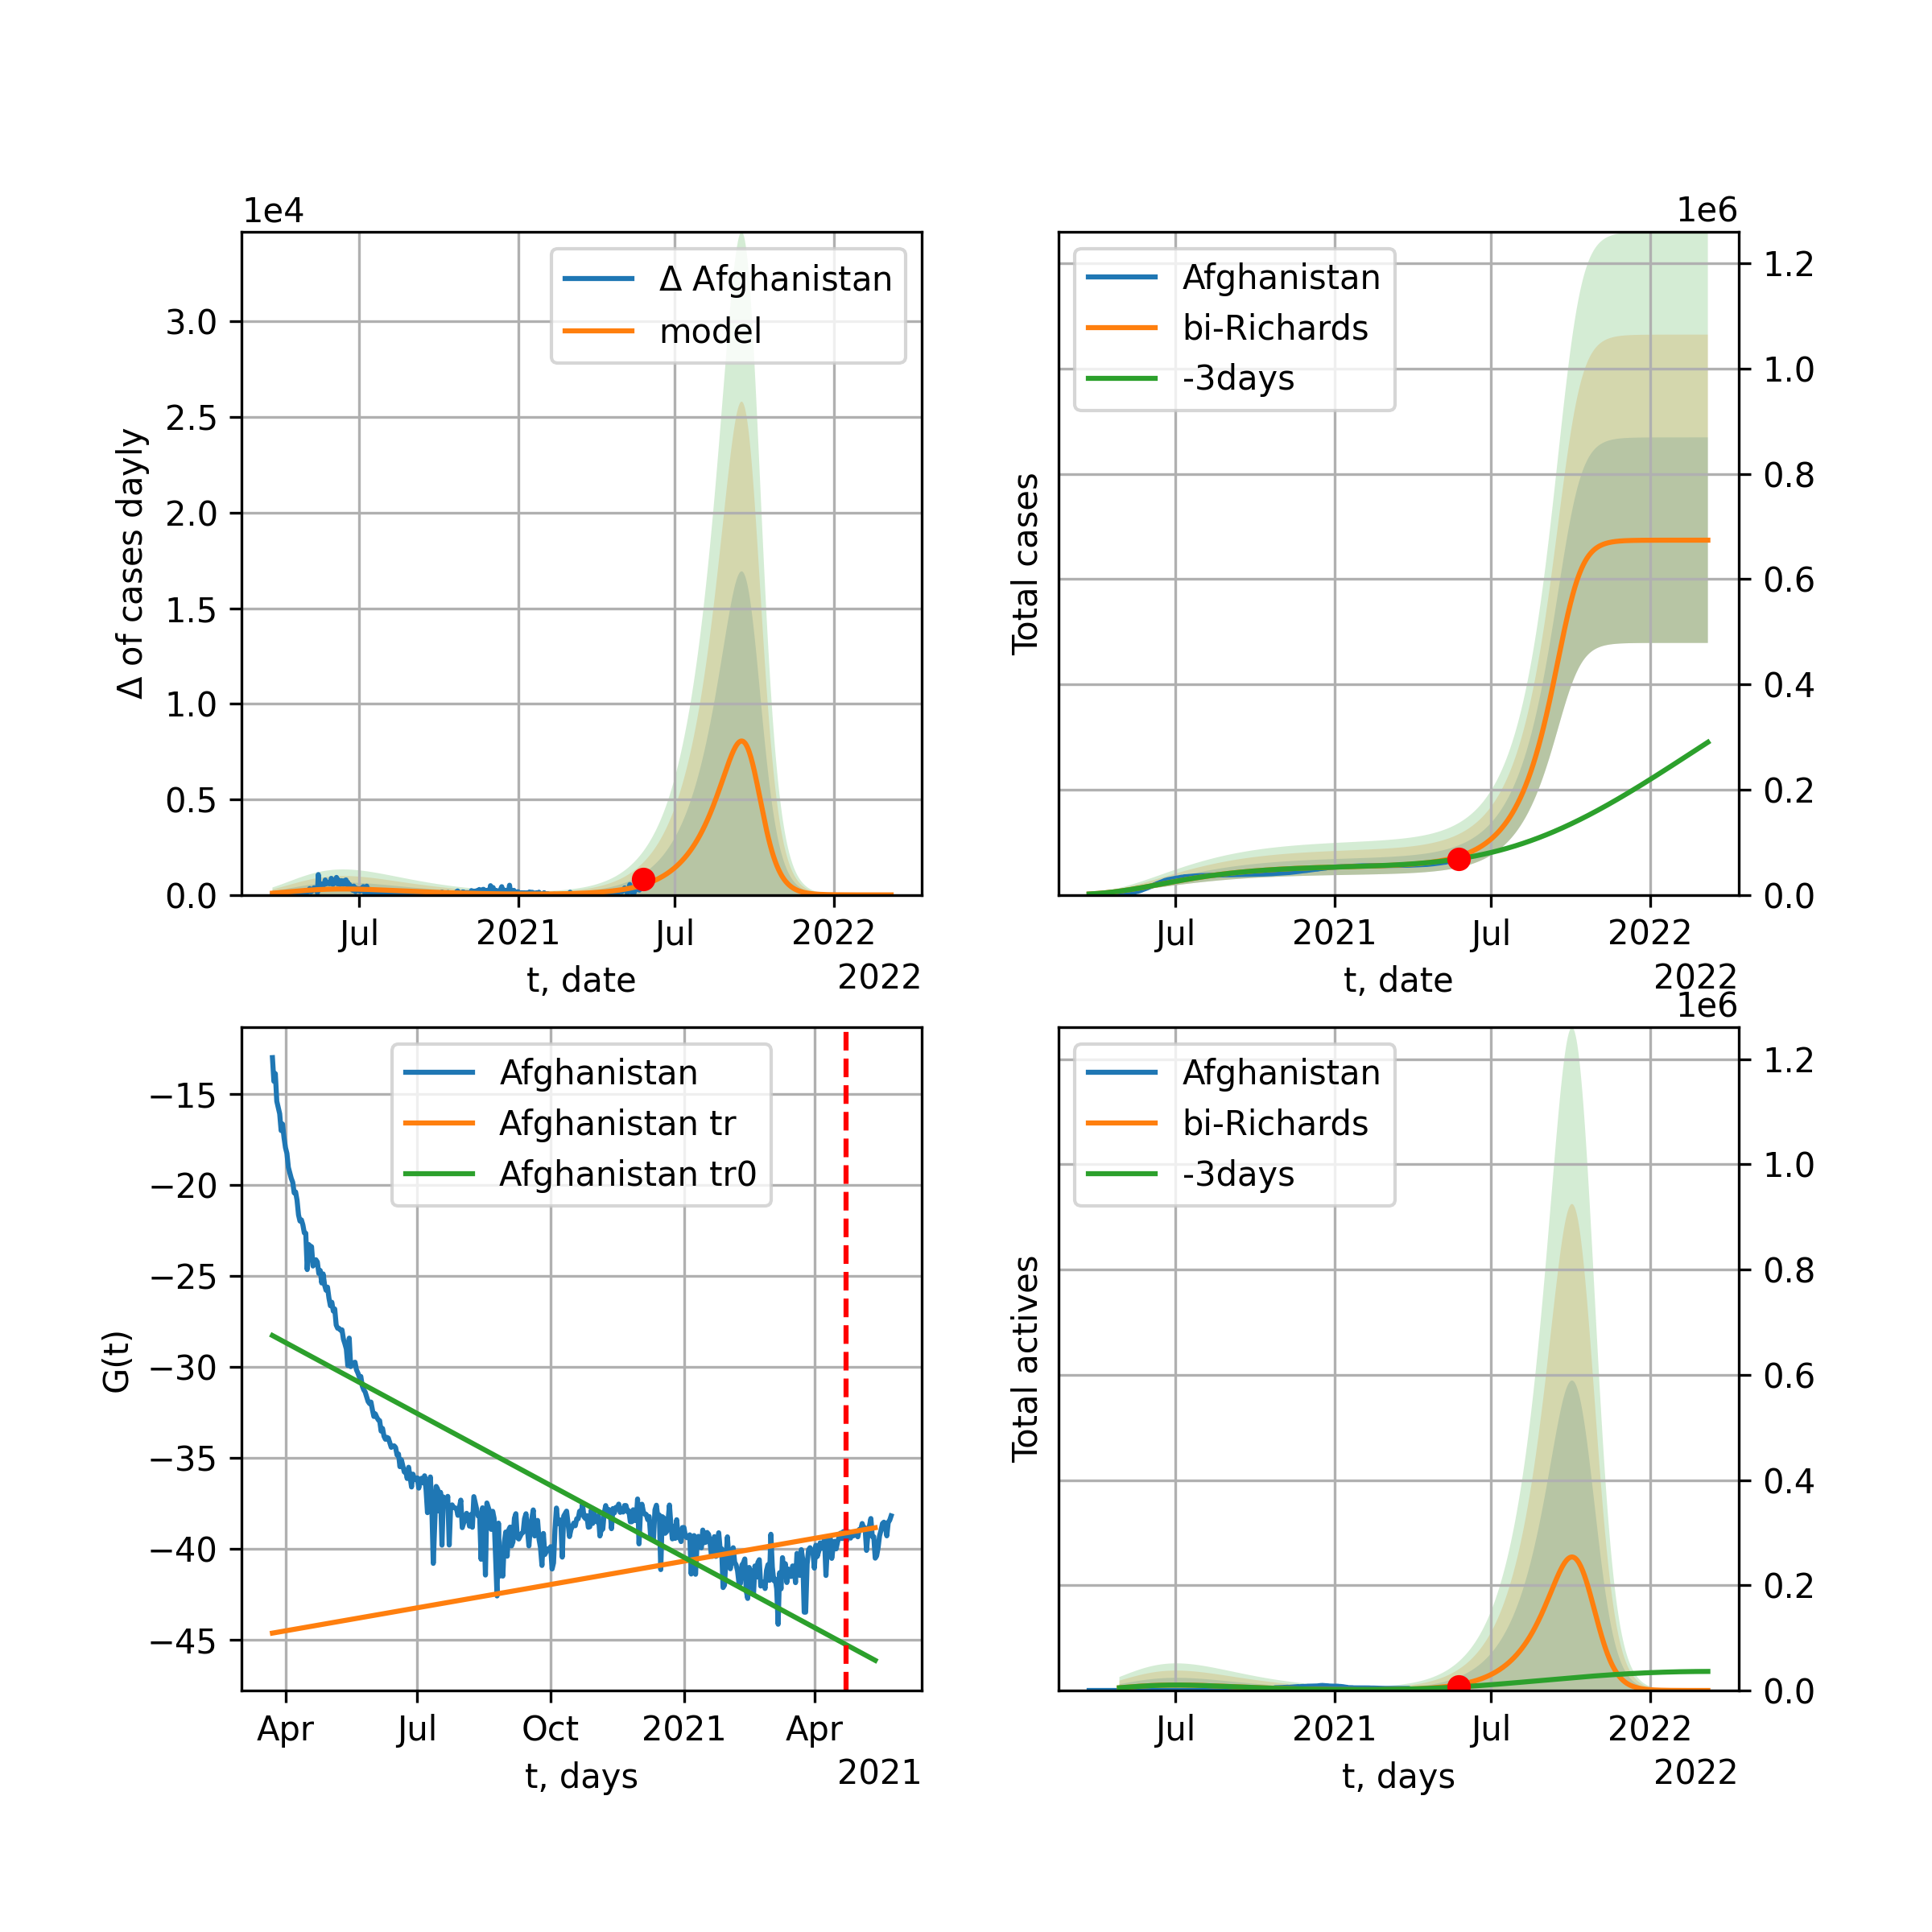 1e4
Δ Afghanistan
model
3.0
2.5
2.0
1.5
1.0
0.5
0.0
Δ of cases dayly
Jul
2021
Jul
2022
t, date
2022
1e6
Afghanistan
bi-Richards
-3days
1.2
1.0
0.8
0.6
0.4
0.2
0.0
Total cases
Jul
2021
Jul
2022
t, date
2022
Afghanistan
Afghanistan tr
Afghanistan tr0
−15
−20
−25
−30
−35
−40
−45
G(t)
Apr
Jul
Oct
2021
Apr
t, days
2021
1e6
Afghanistan
bi-Richards
-3days
1.2
1.0
0.8
0.6
0.4
0.2
0.0
Total actives
Jul
2021
Jul
2022
t, days
2022